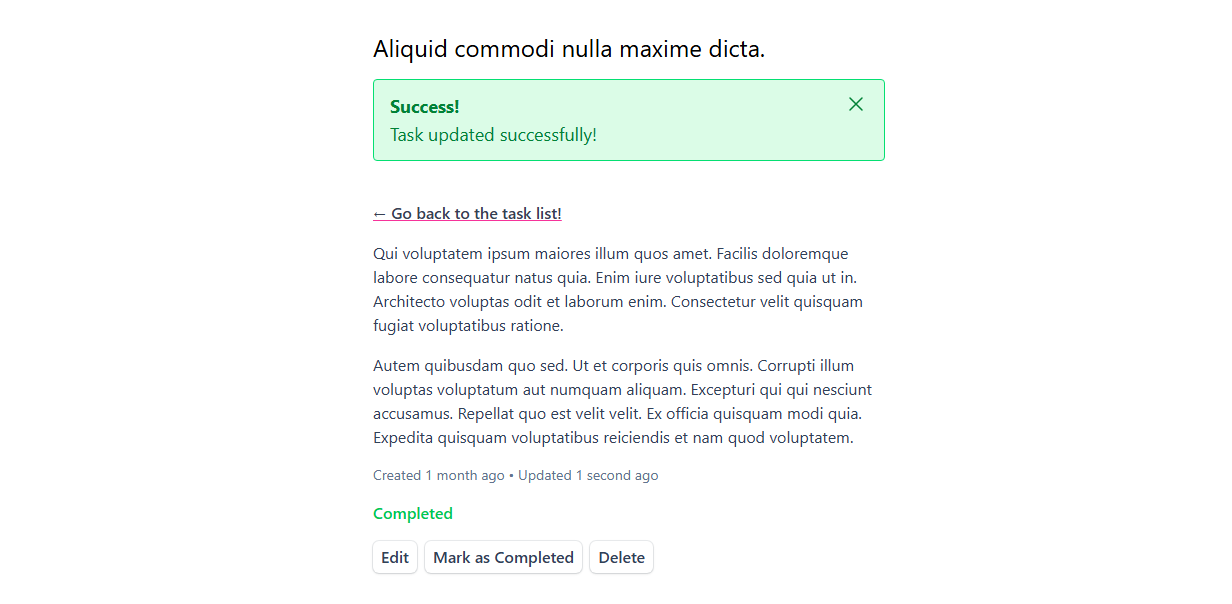 Aliquid commodi nulla maxime dicta.
Success!
Task updated successfully!
← Go back to the task list!
Qui voluptatem ipsum maiores illum quos amet. Facilis doloremque
labore consequatur natus quia. Enim iure voluptatibus sed quia ut in.
Architecto voluptas odit et laborum enim. Consectetur velit quisquam
fugiat voluptatibus ratione.
Autem quibusdam quo sed. Ut et corporis quis omnis. Corrupti illum
voluptas voluptatum aut numquam aliquam. Excepturi qui qui nesciunt
accusamus. Repellat quo est velit velit. Ex officia quisquam modi quia.
Expedita quisquam voluptatibus reiciendis et nam quod voluptatem.
Created 1 month ago • Updated 1 second ago
Completed
Edit Mark as Completed Delete